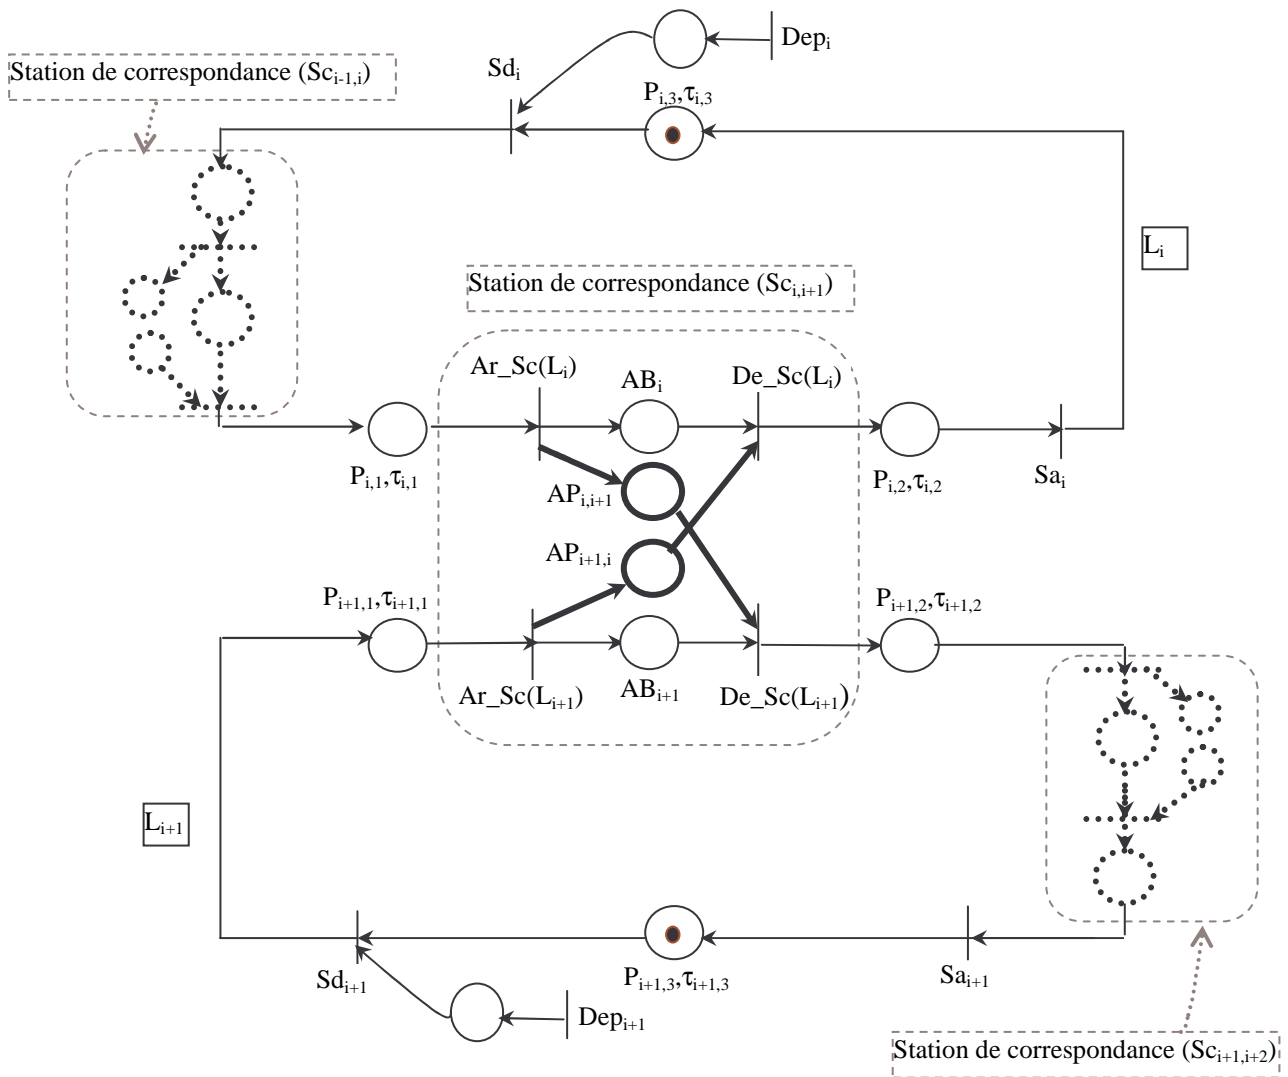 Dep_i
Station de correspondance (Sc_{i-1,i})
Sd_i
P_{i,3},τ_{i,3}
L_i
Station de correspondance (Sc_{i,i+1})
Ar_Sc(L_i)
AB_i
De_Sc(L_i)
P_{i,1},τ_{i,1}
AP_{i,i+1}
P_{i,2},τ_{i,2}
Sa_i
AP_{i+1,i}
P_{i+1,1},τ_{i+1,1}
P_{i+1,2},τ_{i+1,2}
Ar_Sc(L_{i+1})
AB_{i+1}
De_Sc(L_{i+1})
L_{i+1}
Sd_{i+1}
P_{i+1,3},τ_{i+1,3}
Sa_{i+1}
Dep_{i+1}
Station de correspondance (Sc_{i+1,i+2})